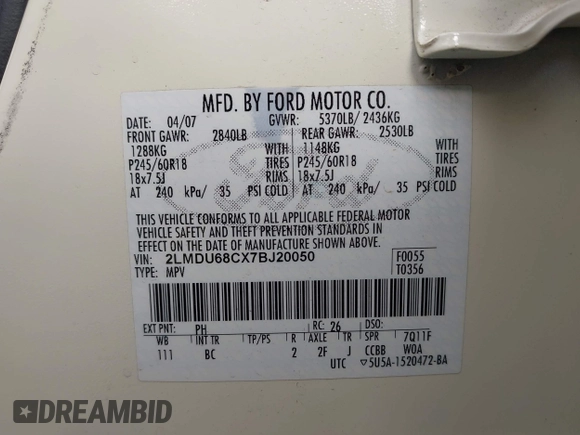 MFD. BY FORD MOTOR CO.
DATE: 04/07 GVWR: 5370LB/ 2436KG
FRONT GAWR: 2840LB REAR GAWR: 2530LB
1288KG WITH 1148KG WITH
P245/60R18 TIRES P245/60R18 TIRES
18x7.5J RIMS 18x7.5J RIMS
AT 240 kPa/ 35 PSI COLD AT 240 kPa/ 35 PSI COLD
Ford
THIS VEHICLE CONFORMS TO ALL APPLICABLE FEDERAL MOTOR
VEHICLE SAFETY AND THEFT PREVENTION STANDARDS IN
EFFECT ON THE DATE OF MANUFACTURE SHOWN ABOVE.
VIN: 2LMDU68CX7BJ20050 F0055
TYPE: MPV T0356
EXT PNT: PH RC: 26 DSO:
WB INT TR TP/PS R AXLE TR SPR 7Q11F
111 BC 2 2F J CCBB W0A
UTC ▽5U5A-1520472-BA
DREAMBID